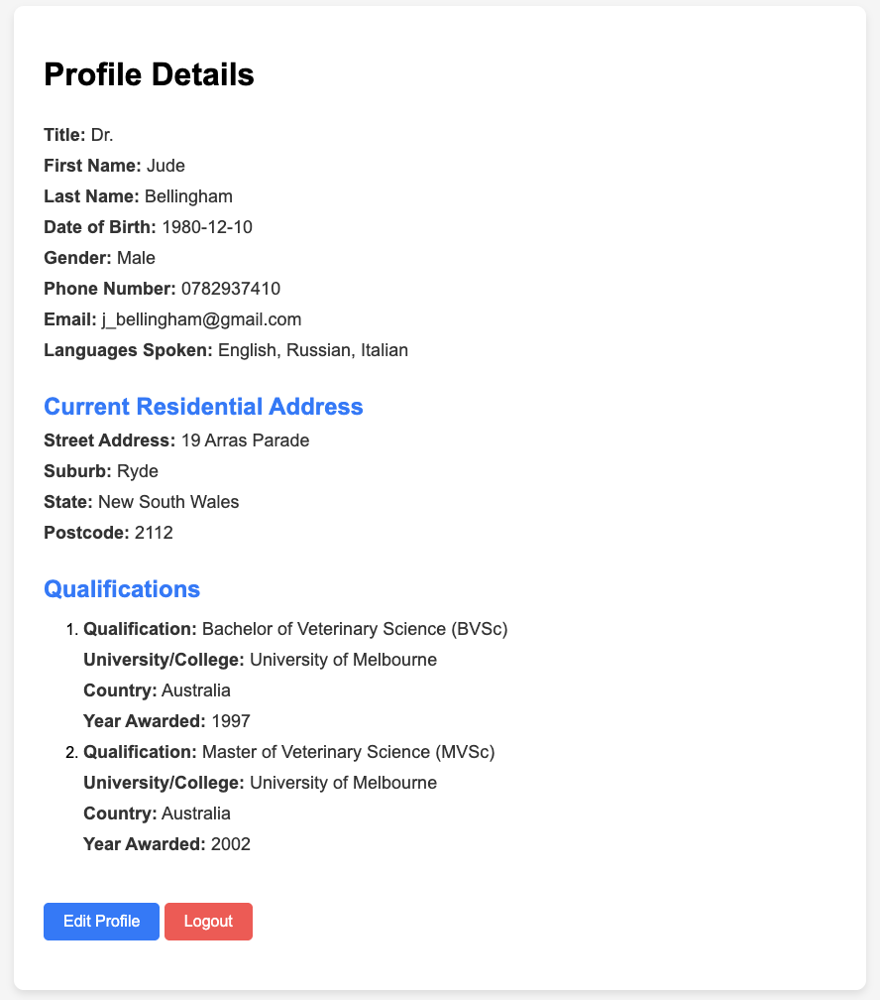 Profile Details
Title: Dr.
First Name: Jude
Last Name: Bellingham
Date of Birth: 1980-12-10
Gender: Male
Phone Number: 0782937410
Email: j_bellingham@gmail.com
Languages Spoken: English, Russian, Italian
Current Residential Address
Street Address: 19 Arras Parade
Suburb: Ryde
State: New South Wales
Postcode: 2112
Qualifications
1. Qualification: Bachelor of Veterinary Science (BVSc)
University/College: University of Melbourne
Country: Australia
Year Awarded: 1997
2. Qualification: Master of Veterinary Science (MVSc)
University/College: University of Melbourne
Country: Australia
Year Awarded: 2002
Edit Profile Logout